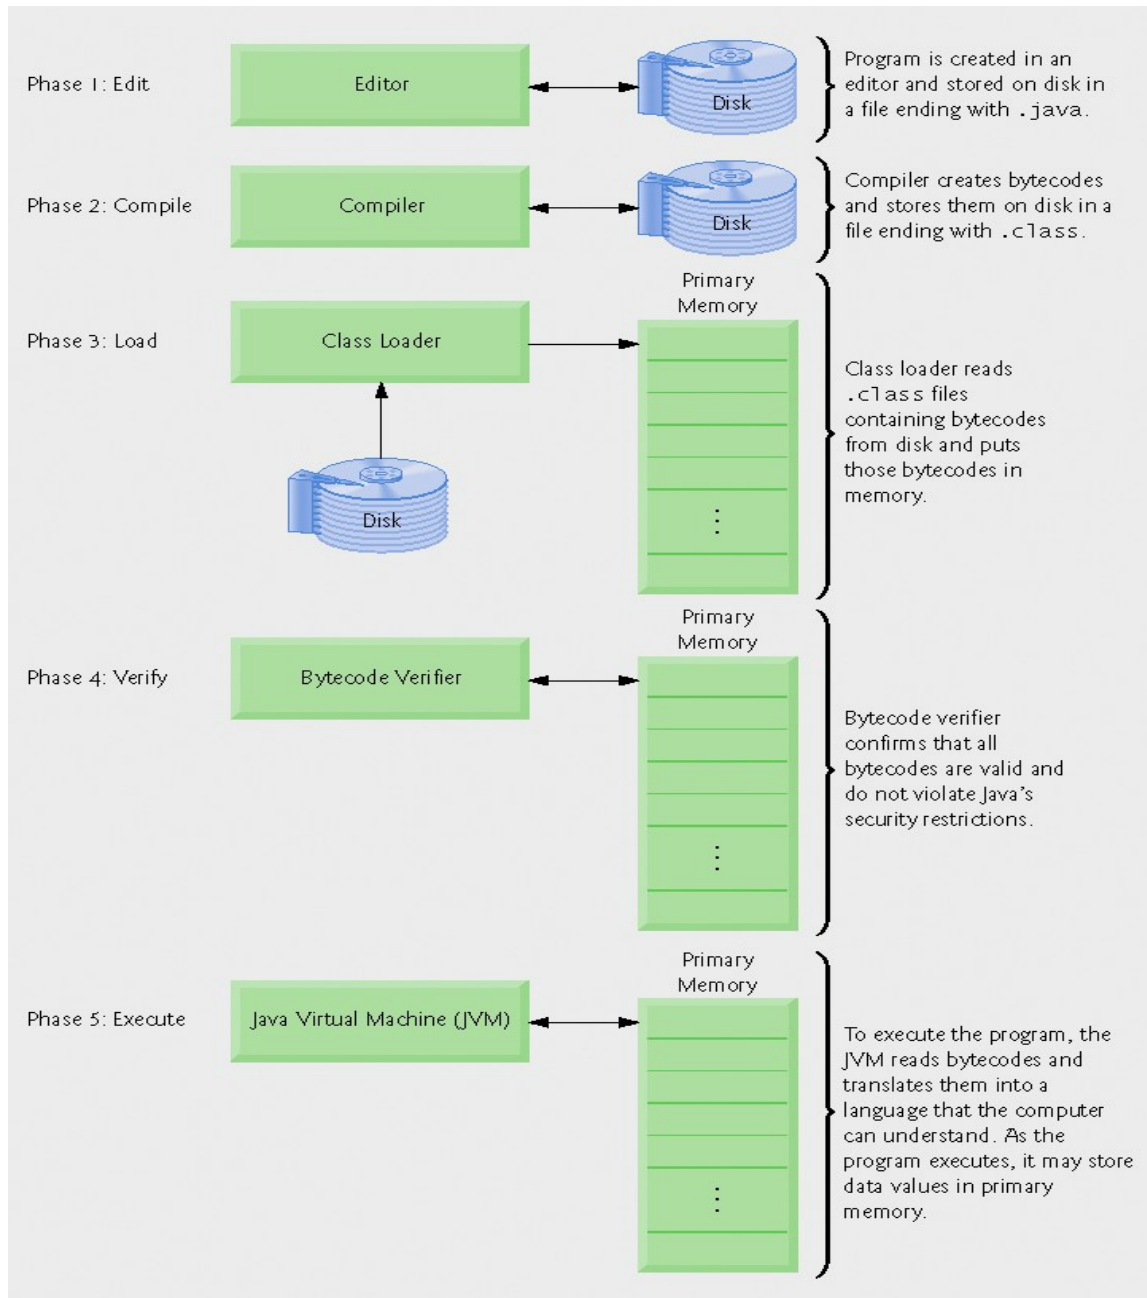 Phase 1: Edit
Editor
Disk
Program is created in an
editor and stored on disk in
a file ending with .java.
Phase 2: Compile
Compiler
Disk
Compiler creates bytecodes
and stores them on disk in a
file ending with .class.
Phase 3: Load
Class Loader
Disk
Primary
Memory
Class loader reads
.class files
containing bytecodes
from disk and puts
those bytecodes in
memory.
Phase 4: Verify
Bytecode Verifier
Primary
Memory
Bytecode verifier
confirms that all
bytecodes are valid and
do not violate Java's
security restrictions.
Phase 5: Execute
Java Virtual Machine (JVM)
Primary
Memory
To execute the program, the
JVM reads bytecodes and
translates them into a
language that the computer
can understand. As the
program executes, it may store
data values in primary
memory.